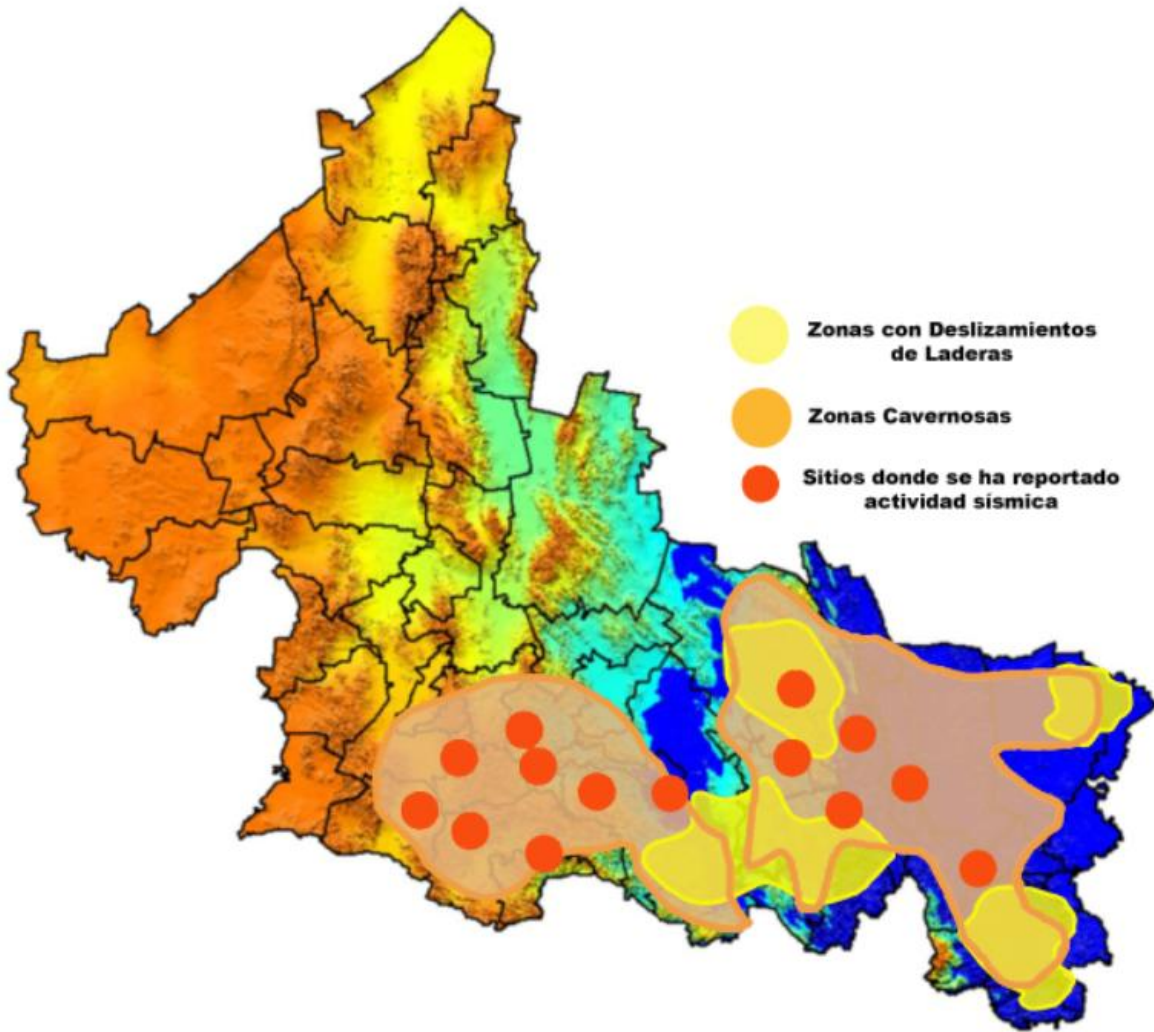 Zonas con Deslizamientos
de Laderas
Zonas Cavernosas
Sitios donde se ha reportado
actividad sísmica